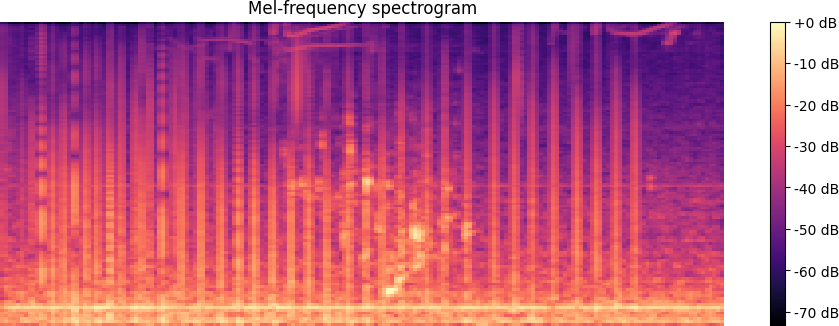 Mel-frequency spectrogram
+0 dB
-10 dB
-20 dB
-30 dB
-40 dB
-50 dB
-60 dB
-70 dB